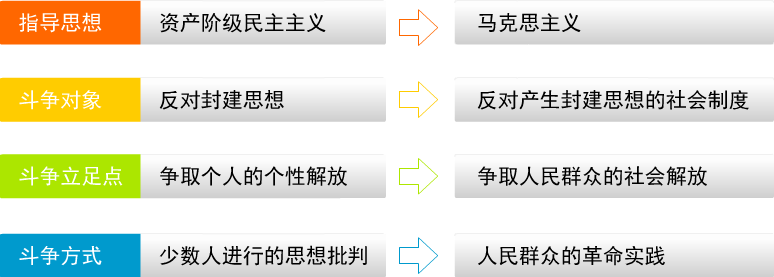 指导思想 资产阶级民主主义 马克思主义
斗争对象 反对封建思想 反对产生封建思想的社会制度
斗争立足点 争取个人的个性解放 争取人民群众的社会解放
斗争方式 少数人进行的思想批判 人民群众的革命实践